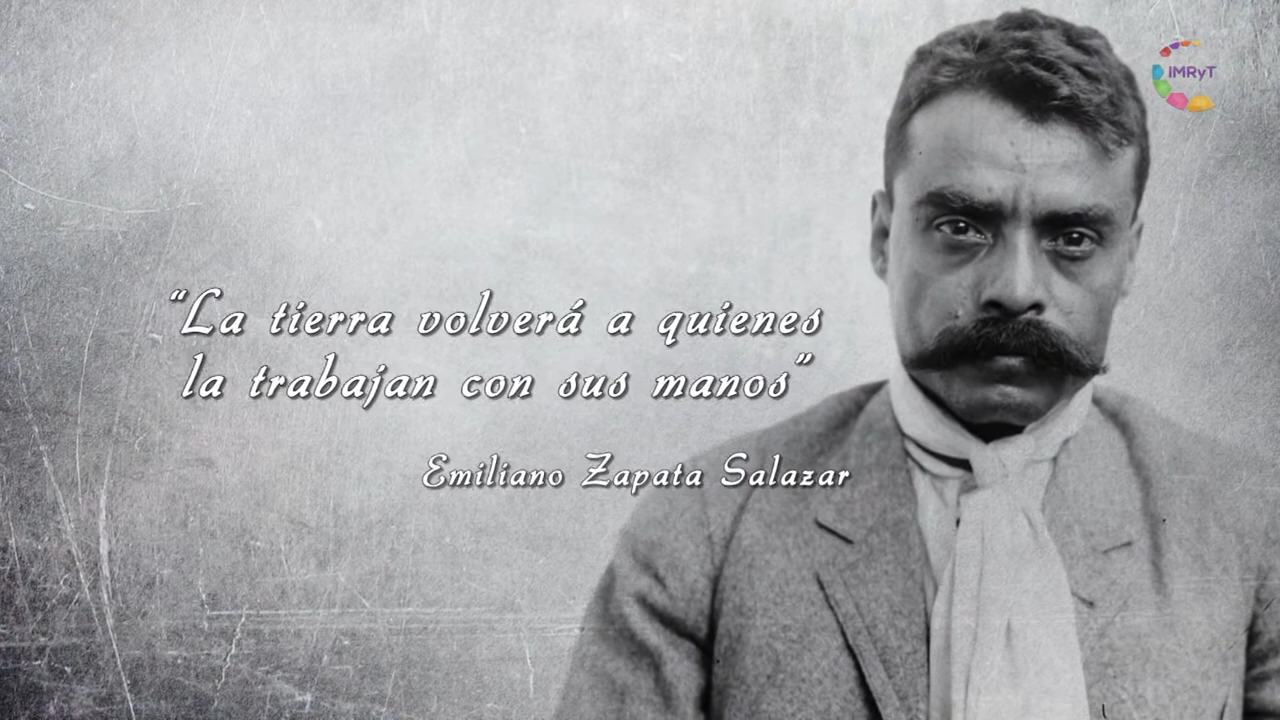 IMRyT
“La tierra volverá a quienes
la trabajan con sus manos”
Emiliano Zapata Salazar